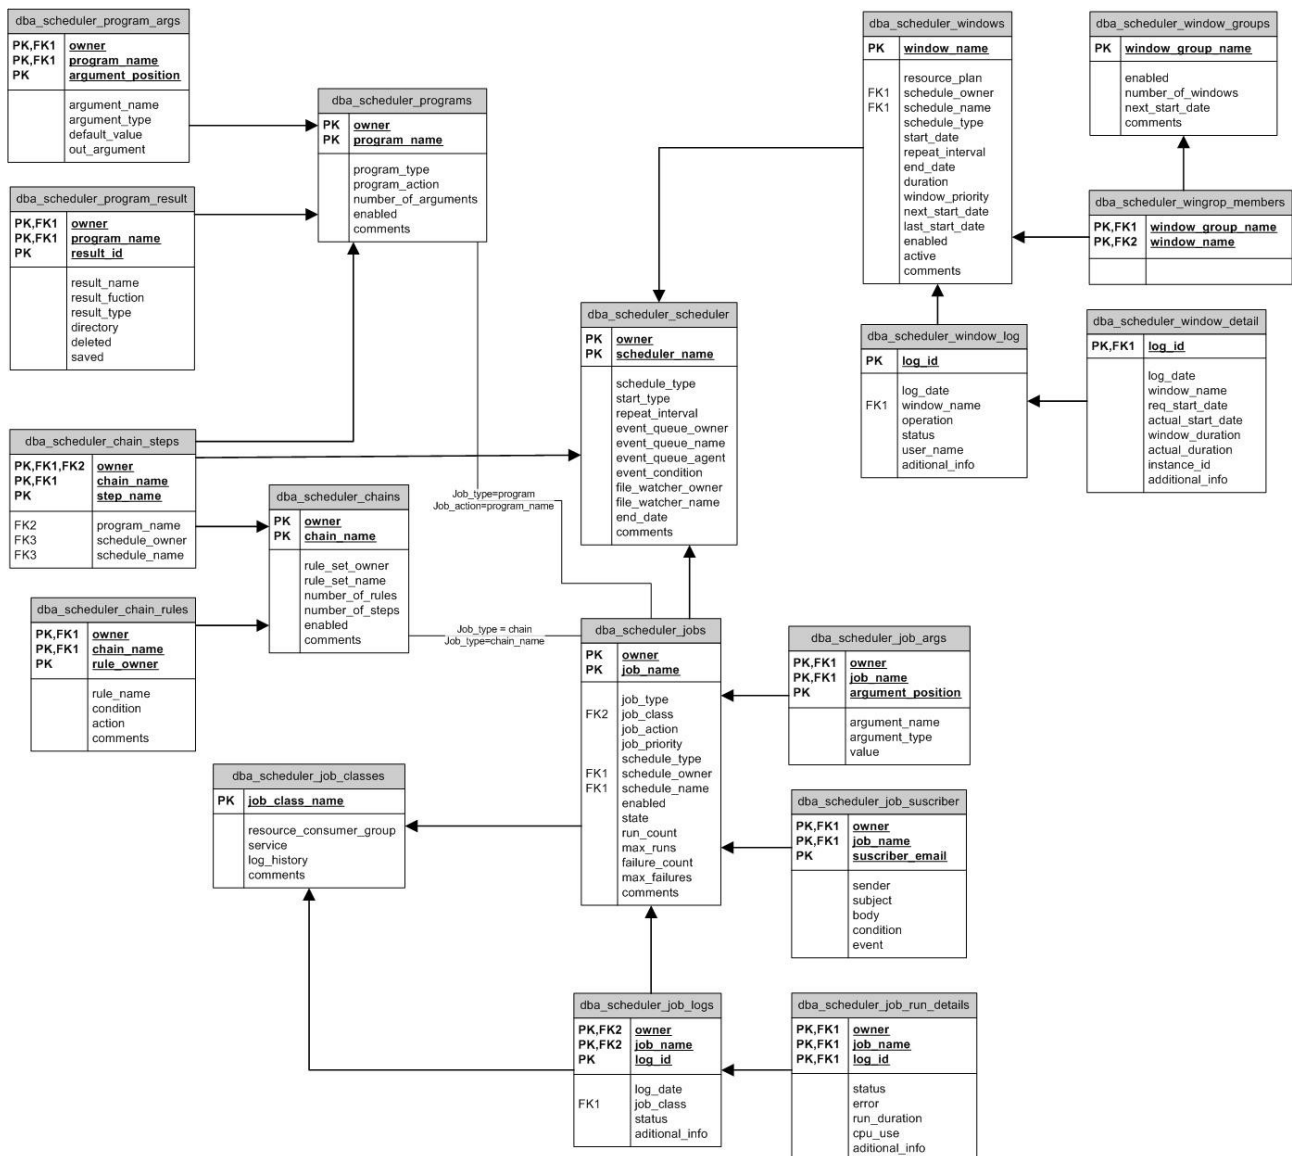 dba_scheduler_program_args
PK,FK1 owner
PK,FK1 program_name
PK argument_position
argument_name
argument_type
default_value
out_argument
dba_scheduler_programs
PK owner
PK program_name
program_type
program_action
number_of_arguments
enabled
comments
dba_scheduler_program_result
PK,FK1 owner
PK,FK1 program_name
PK result_id
result_name
result_fuction
result_type
directory
deleted
saved
dba_scheduler_windows
PK window_name
resource_plan
FK1 schedule_owner
FK1 schedule_name
schedule_type
start_date
repeat_interval
end_date
duration
window_priority
next_start_date
last_start_date
enabled
active
comments
dba_scheduler_window_groups
PK window_group_name
enabled
number_of_windows
next_start_date
comments
dba_scheduler_wingrop_members
PK,FK1 window_group_name
PK,FK2 window_name
dba_scheduler_scheduler
PK owner
PK scheduler_name
schedule_type
start_type
repeat_interval
event_queue_owner
event_queue_name
event_queue_agent
event_condition
file_watcher_owner
file_watcher_name
end_date
comments
dba_scheduler_window_log
PK log_id
log_date
FK1 window_name
operation
status
user_name
aditional_info
dba_scheduler_window_detail
PK,FK1 log_id
log_date
window_name
req_start_date
actual_start_date
window_duration
actual_duration
instance_id
additional_info
dba_scheduler_chain_steps
PK,FK1,FK2 owner
PK,FK1 chain_name
PK step_name
FK2 program_name
FK3 schedule_owner
FK3 schedule_name
dba_scheduler_chains
PK owner
PK chain_name
rule_set_owner
rule_set_name
number_of_rules
number_of_steps
enabled
comments
Job_type=program
Job_action=program_name
dba_scheduler_chain_rules
PK,FK1 owner
PK,FK1 chain_name
PK rule_owner
rule_name
condition
action
comments
Job_type = chain
Job_type=chain_name
dba_scheduler_jobs
PK owner
PK job_name
job_type
FK2 job_class
job_action
job_priority
schedule_type
FK1 schedule_owner
FK1 schedule_name
enabled
state
run_count
max_runs
failure_count
max_failures
comments
dba_scheduler_job_args
PK,FK1 owner
PK,FK1 job_name
PK argument_position
argument_name
argument_type
value
dba_scheduler_job_classes
PK job_class_name
resource_consumer_group
service
log_history
comments
dba_scheduler_job_suscriber
PK,FK1 owner
PK,FK1 job_name
PK suscriber_email
sender
subject
body
condition
event
dba_scheduler_job_logs
PK,FK2 owner
PK,FK2 job_name
PK log_id
log_date
FK1 job_class
status
aditional_info
dba_scheduler_job_run_details
PK,FK1 owner
PK,FK1 job_name
PK,FK1 log_id
status
error
run_duration
cpu_use
aditional_info